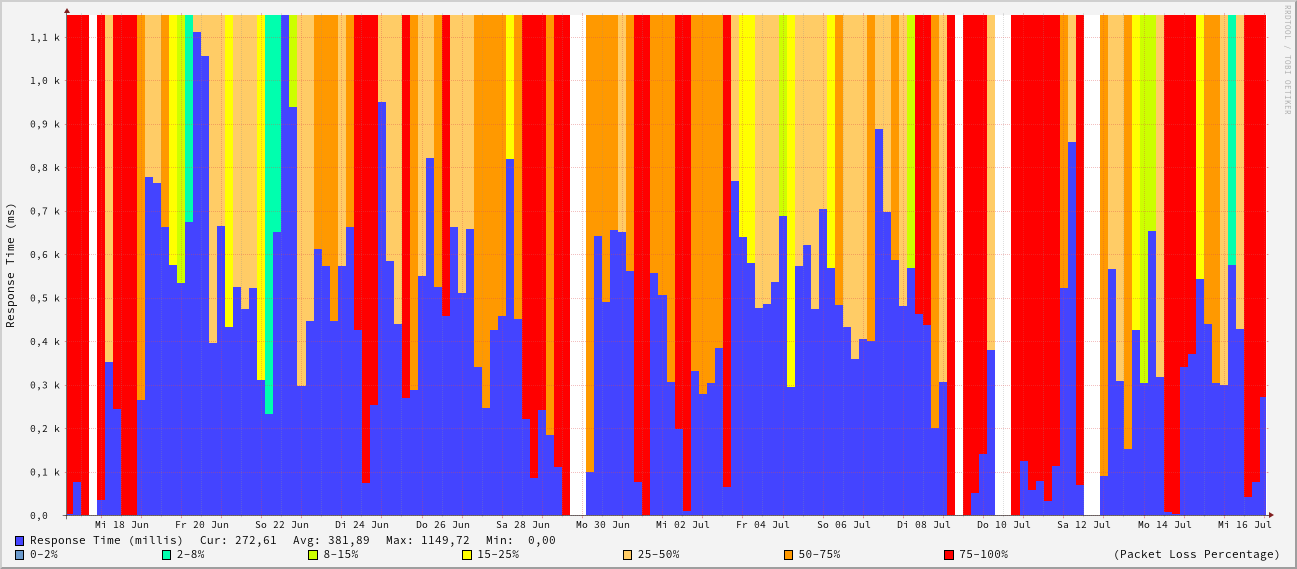 RRDTOOL / TOBI OETIKER
Response Time (ms)
1,1 k
1,0 k
0,9 k
0,8 k
0,7 k
0,6 k
0,5 k
0,4 k
0,3 k
0,2 k
0,1 k
0,0
Mi 18 Jun Fr 20 Jun So 22 Jun Di 24 Jun Do 26 Jun Sa 28 Jun Mo 30 Jun Mi 02 Jul Fr 04 Jul So 06 Jul Di 08 Jul Do 10 Jul Sa 12 Jul Mo 14 Jul Mi 16 Jul
Response Time (millis) Cur: 272,61 Avg: 381,89 Max: 1149,72 Min: 0,00
0-2% 2-8% 8-15% 15-25% 25-50% 50-75% 75-100% (Packet Loss Percentage)